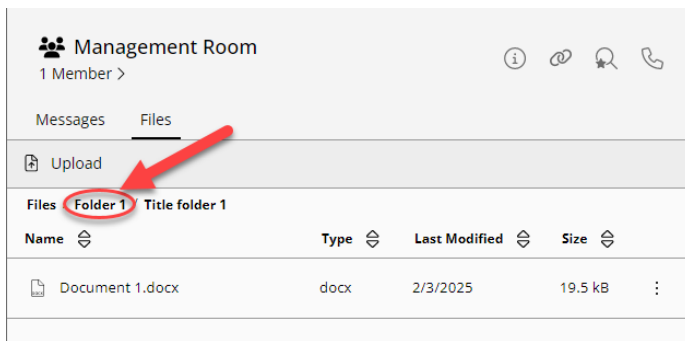 Management Room
1 Member >
Messages Files
Upload
Files / Folder 1 / Title folder 1
Name Type Last Modified Size
Document 1.docx docx 2/3/2025 19.5 kB